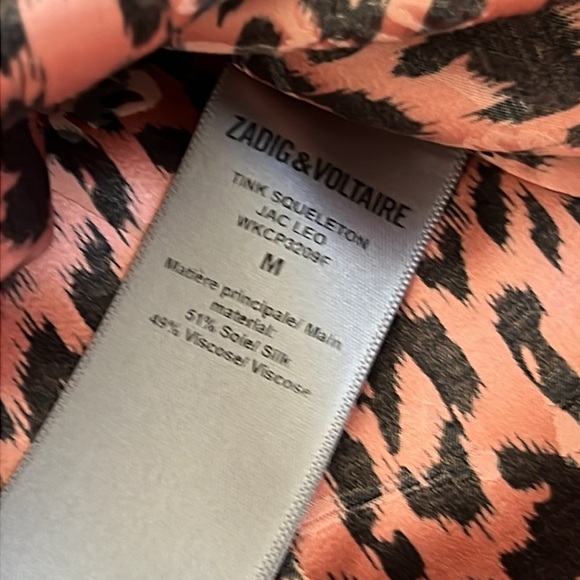 ZADIG & VOLTAIRE
TINK SQUELETON
JAC LEO
WKCP3209F
M
Matière principale/ Main
material:
51% Soie/ Silk
49% Viscose/ Viscose